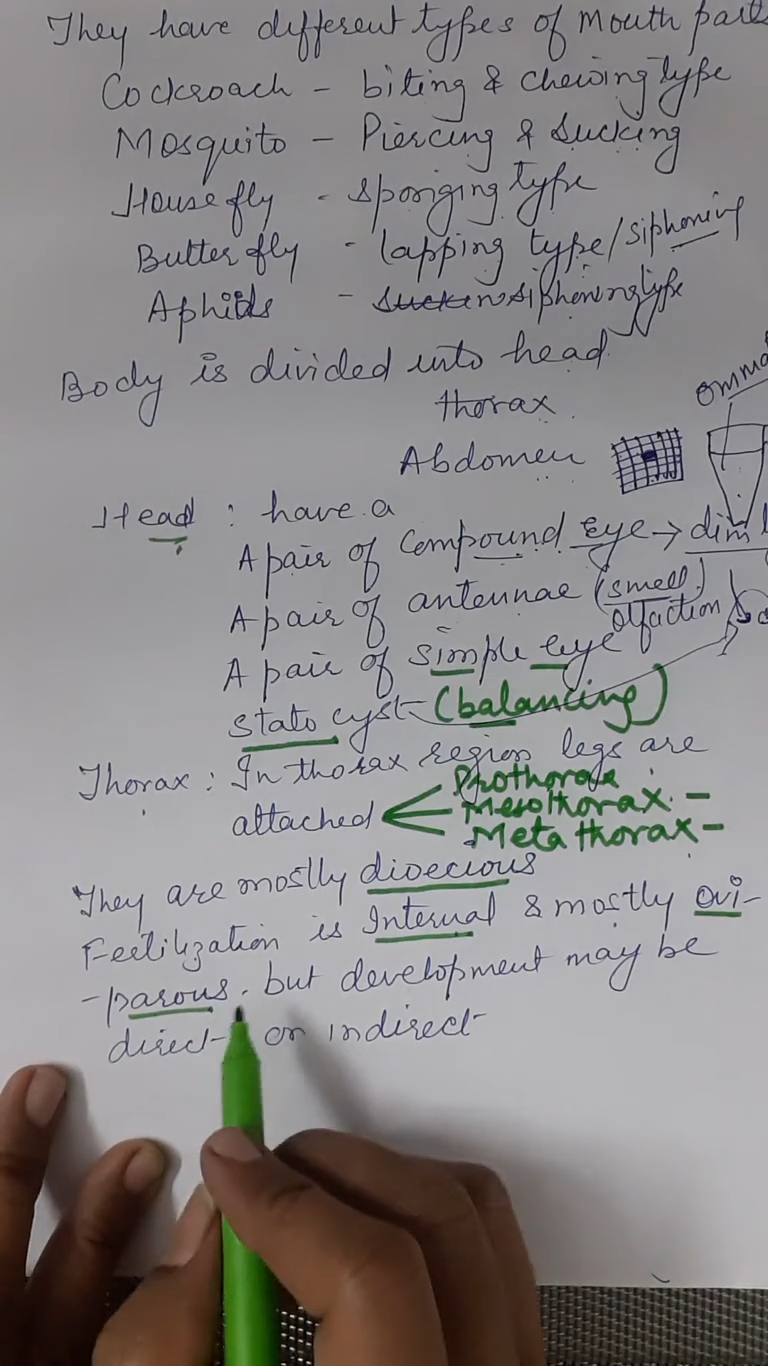 They have different types of Mouth parts
Cockroach - biting & chewing type
Mosquito - Piercing & Sucking
Housefly - Sponging type
Butterfly - lapping type/siphoning
Aphids - siphoning type
Body is divided into head
thorax
Abdomen
Head : have a
A pair of Compound Eye → dim
A pair of antennae (smell)
olfaction
A pair of simple eye
Stato cyst - (balancing)
Thorax : In thorax region legs are
attached
Prothorax
Mesothorax -
Metathorax -
They are mostly dioecious
Fertilization is Internal & mostly Ovi-
-parous. but development may be
direct or indirect